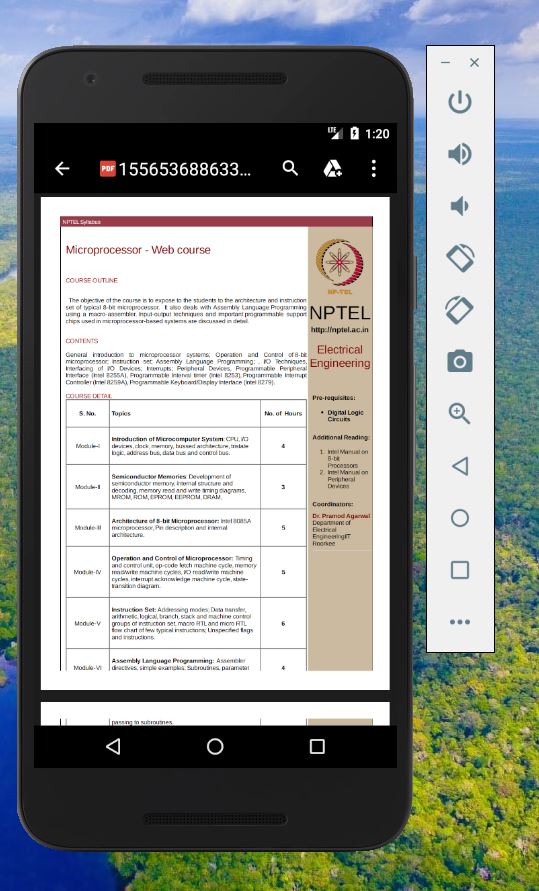 LTE 1:20
PDF 155653688633...
NPTEL Syllabus
Microprocessor - Web course
COURSE OUTLINE
The objective of the course is to expose to the students to the architecture and instruction
set of typical 8-bit microprocessor. It also deals with Assembly Language Programming
using a macro-assembler. Input-output techniques and important programmable support
chips used in microprocessor-based systems are discussed in detail.
CONTENTS
General introduction to microprocessor systems; Operation and Control of 8-bit
microprocessor; Instruction set; Assembly Language Programming; . I/O Techniques,
Interfacing of I/O Devices; Interrupts; Peripheral Devices, Programmable Peripheral
Interface (Intel 8255A), Programmable Interval timer (Intel 8253), Programmable Interrupt
Controller (Intel 8259A), Programmable Keyboard/Display Interface (Intel 8279).
COURSE DETAIL
S. No. Topics No. of Hours
Module-I
Introduction of Microcomputer System: CPU, I/O
devices, clock, memory, bussed architecture, tristate
logic, address bus, data bus and control bus.
4
Module-II
Semiconductor Memories: Development of
semiconductor memory, internal structure and
decoding, memory read and write timing diagrams,
MROM, ROM, EPROM, EEPROM, DRAM.
3
Module-III
Architecture of 8-bit Microprocessor: Intel 8085A
microprocessor, Pin description and internal
architecture.
5
Module-IV
Operation and Control of Microprocessor: Timing
and control unit, op-code fetch machine cycle, memory
read/write machine cycles, I/O read/write machine
cycles, interrupt acknowledge machine cycle, state-
transition diagram.
5
Module-V
Instruction Set: Addressing modes; Data transfer,
arithmetic, logical, branch, stack and machine control
groups of instruction set, macro RTL and micro RTL
flow chart of few typical instructions; Unspecified flags
and instructions.
6
Module-VI
Assembly Language Programming: Assembler
directives, simple examples; Subroutines, parameter
4
passing to subroutines.
NP-TEL
NPTEL
http://nptel.ac.in
Electrical
Engineering
Pre-requisites:
Digital Logic
Circuits
Additional Reading:
1. Intel Manual on
8-bit
Processors
2. Intel Manual on
Peripheral
Devices
Coordinators:
Dr. Pramod Agarwal
Department of
Electrical
EngineeringIIT
Roorkee